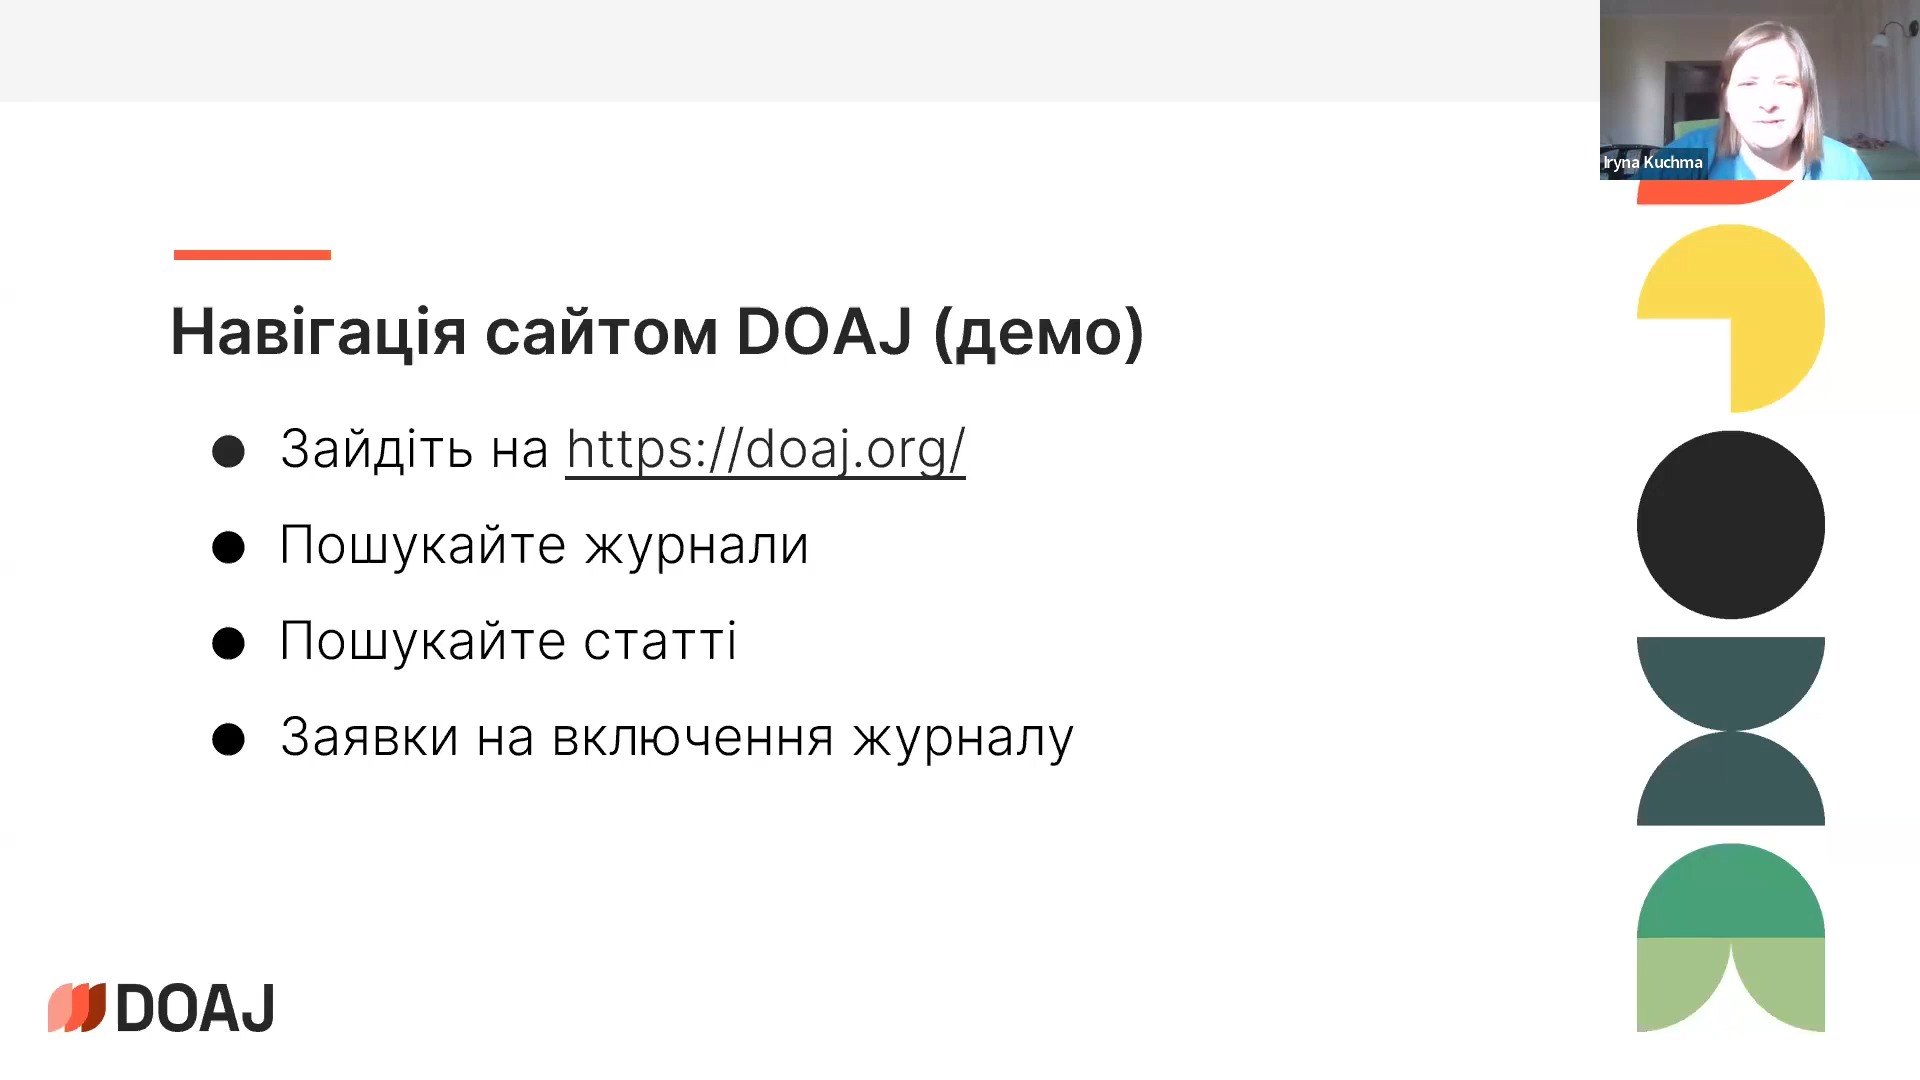 Iryna Kuchma
Навігація сайтом DOAJ (демо)
● Зайдіть на https://doaj.org/
● Пошукайте журнали
● Пошукайте статті
● Заявки на включення журналу
DOAJ